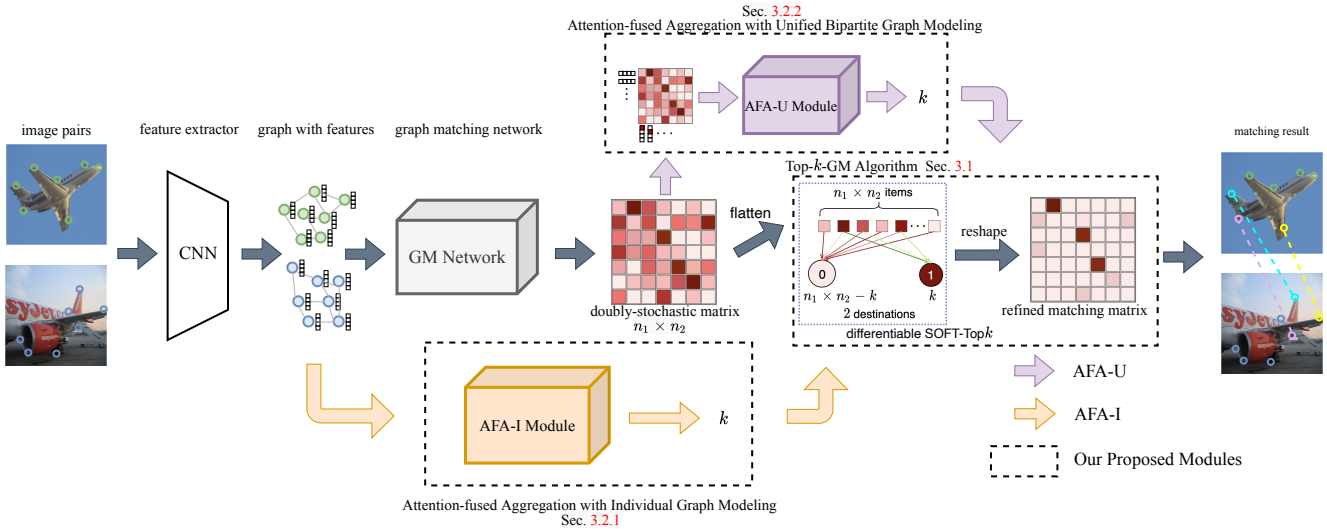 Sec. 3.2.2
Attention-fused Aggregation with Unified Bipartite Graph Modeling
AFA-U Module
k
image pairs
feature extractor
graph with features
graph matching network
matching result
Top-k-GM Algorithm Sec. 3.1
n₁ × n₂ items
flatten
CNN
GM Network
0
1
reshape
n₁ × n₂ − k
k
2 destinations
differentiable SOFT-Topk
refined matching matrix
doubly-stochastic matrix
n₁ × n₂
syJet
easyJet
AFA-I Module
k
AFA-U
AFA-I
Our Proposed Modules
Attention-fused Aggregation with Individual Graph Modeling
Sec. 3.2.1